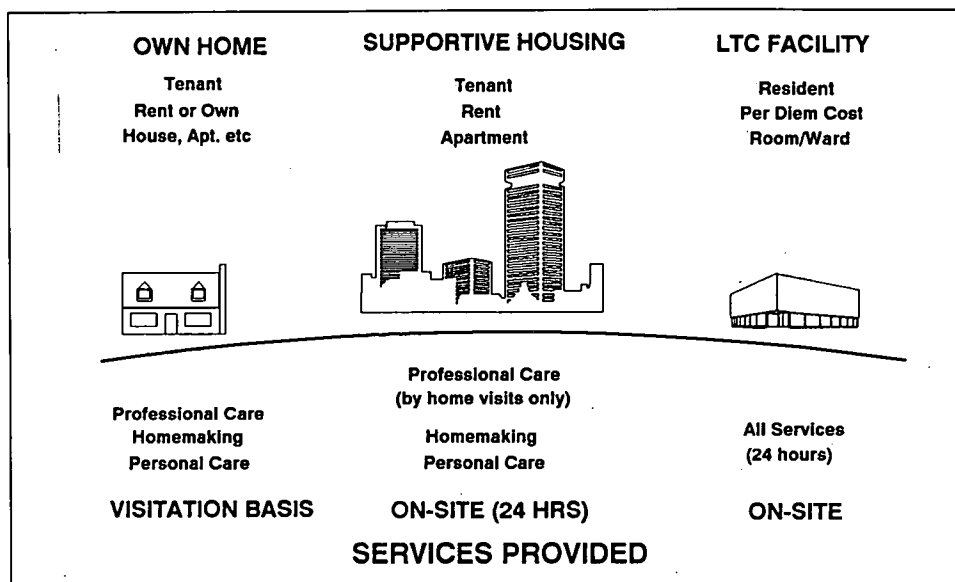 OWN HOME
Tenant
Rent or Own
House, Apt. etc
SUPPORTIVE HOUSING
Tenant
Rent
Apartment
LTC FACILITY
Resident
Per Diem Cost
Room/Ward
Professional Care
Homemaking
Personal Care
VISITATION BASIS
Professional Care
(by home visits only)
Homemaking
Personal Care
ON-SITE (24 HRS)
All Services
(24 hours)
ON-SITE
SERVICES PROVIDED